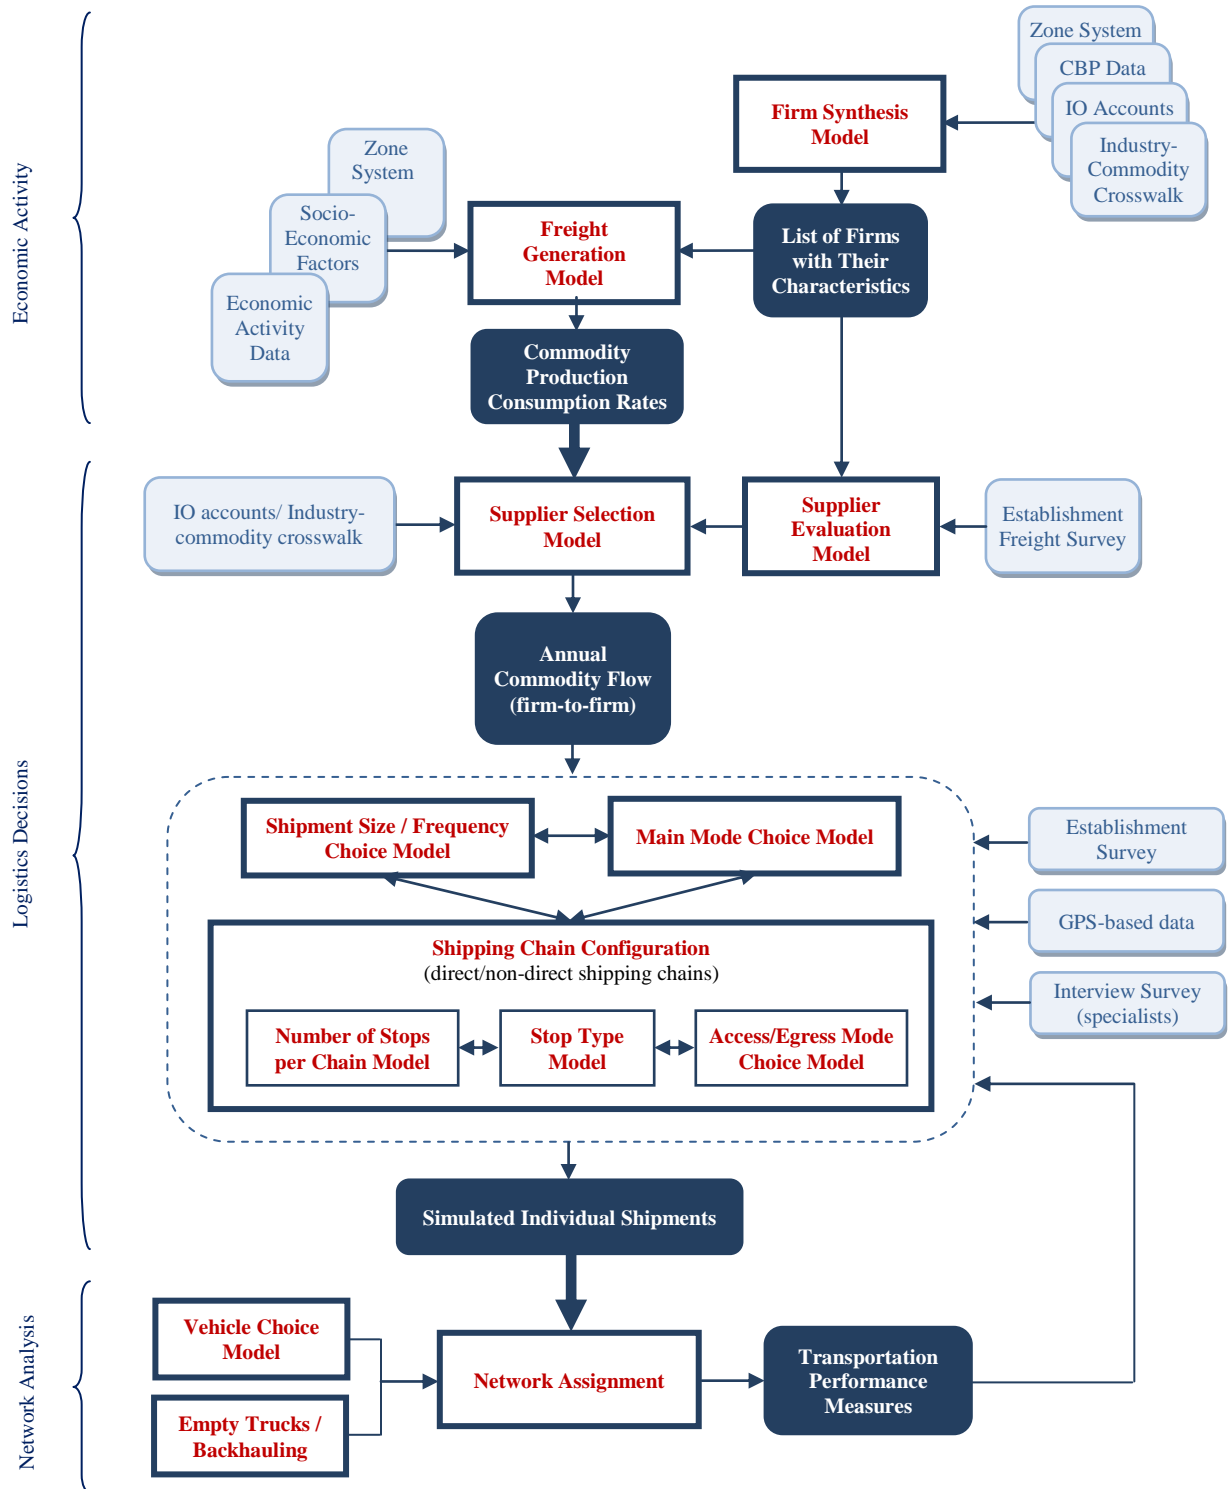 Economic Activity
Zone System
CBP Data
IO Accounts
Industry-
Commodity
Crosswalk
Firm Synthesis
Model
Zone
System
Socio-
Economic
Factors
Economic
Activity
Data
Freight
Generation
Model
List of Firms
with Their
Characteristics
Commodity
Production
Consumption Rates
Logistics Decisions
IO accounts/ Industry-
commodity crosswalk
Supplier Selection
Model
Supplier
Evaluation
Model
Establishment
Freight Survey
Annual
Commodity Flow
(firm-to-firm)
Shipment Size / Frequency
Choice Model
Main Mode Choice Model
Establishment
Survey
GPS-based data
Interview Survey
(specialists)
Shipping Chain Configuration
(direct/non-direct shipping chains)
Number of Stops
per Chain Model
Stop Type
Model
Access/Egress Mode
Choice Model
Simulated Individual Shipments
Network Analysis
Vehicle Choice
Model
Empty Trucks /
Backhauling
Network Assignment
Transportation
Performance
Measures